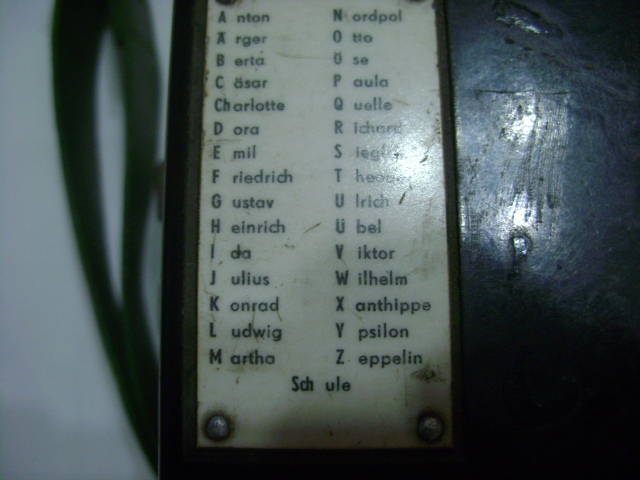 A nton
Ä rger
B erta
C äsar
Ch arlotte
D ora
E mil
F riedrich
G ustav
H einrich
I da
J ulius
K onrad
L udwig
M artha
N ordpol
O tto
Ö se
P aula
Q uelle
R ichard
S
T
U lrich
Ü bel
V iktor
W ilhelm
X anthippe
Y psilon
Z eppelin
Sch ule